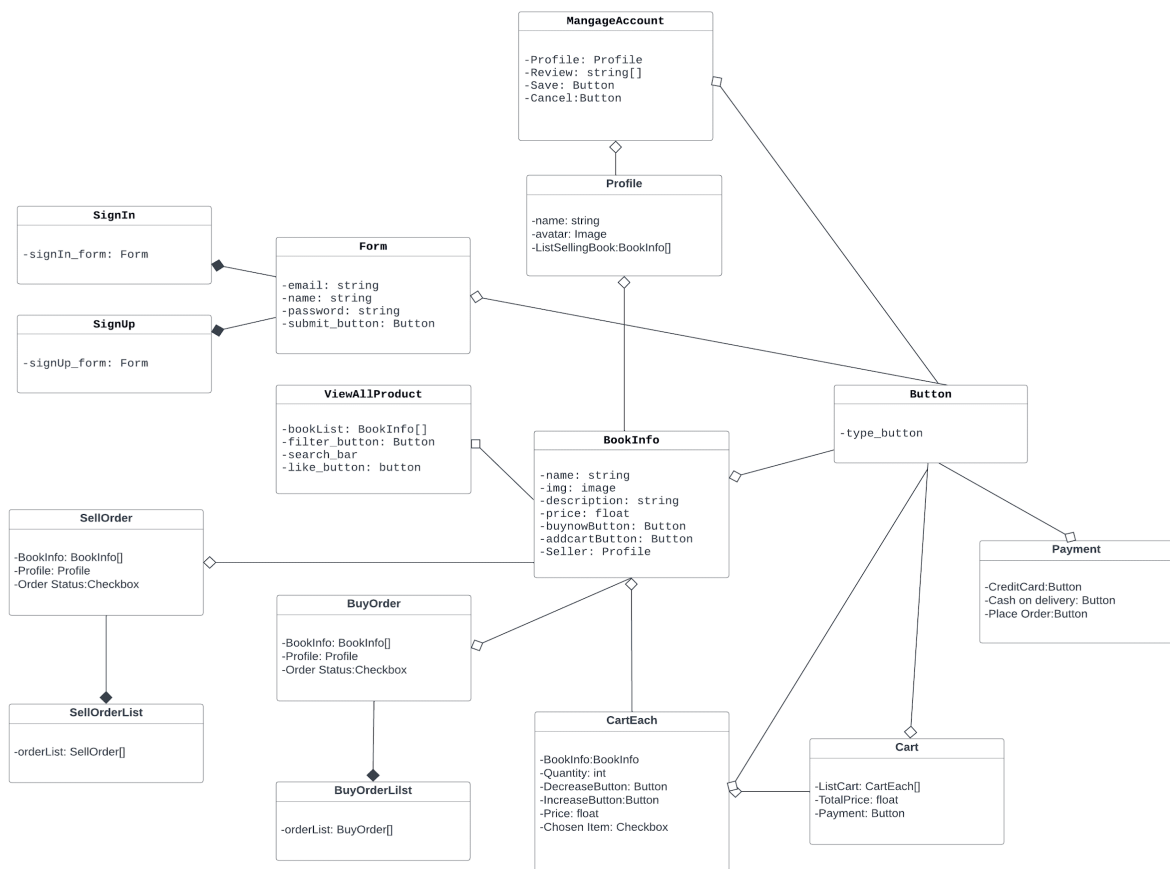 MangageAccount
-Profile: Profile
-Review: string[]
-Save: Button
-Cancel:Button
Profile
-name: string
-avatar: Image
-ListSellingBook:BookInfo[]
SignIn
-signIn_form: Form
Form
-email: string
-name: string
-password: string
-submit_button: Button
SignUp
-signUp_form: Form
ViewAllProduct
-bookList: BookInfo[]
-filter_button: Button
-search_bar
-like_button: button
Button
-type_button
BookInfo
-name: string
-img: image
-description: string
-price: float
-buynowButton: Button
-addcartButton: Button
-Seller: Profile
SellOrder
-BookInfo: BookInfo[]
-Profile: Profile
-Order Status:Checkbox
Payment
-CreditCard:Button
-Cash on delivery: Button
-Place Order:Button
BuyOrder
-BookInfo: BookInfo[]
-Profile: Profile
-Order Status:Checkbox
SellOrderList
-orderList: SellOrder[]
CartEach
-BookInfo:BookInfo
-Quantity: int
-DecreaseButton: Button
-IncreaseButton:Button
-Price: float
-Chosen Item: Checkbox
Cart
-ListCart: CartEach[]
-TotalPrice: float
-Payment: Button
BuyOrderLilst
-orderList: BuyOrder[]